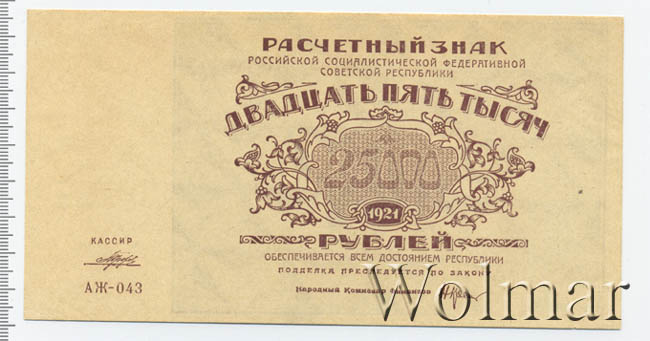 РАСЧЕТНЫЙ ЗНАК
РОССИЙСКОЙ СОЦИАЛИСТИЧЕСКОЙ ФЕДЕРАТИВНОЙ
СОВЕТСКОЙ РЕСПУБЛИКИ
ДВАДЦАТЬ ПЯТЬ ТЫСЯЧ
25000
1921
РУБЛЕЙ
ОБЕСПЕЧИВАЕТСЯ ВСЕМ ДОСТОЯНИЕМ РЕСПУБЛИКИ
ПОДДЕЛКА ПРЕСЛЕДУЕТСЯ ПО ЗАКОНУ
Народный Комиссар Финансов
КАССИР
АЖ-043
Wolmar